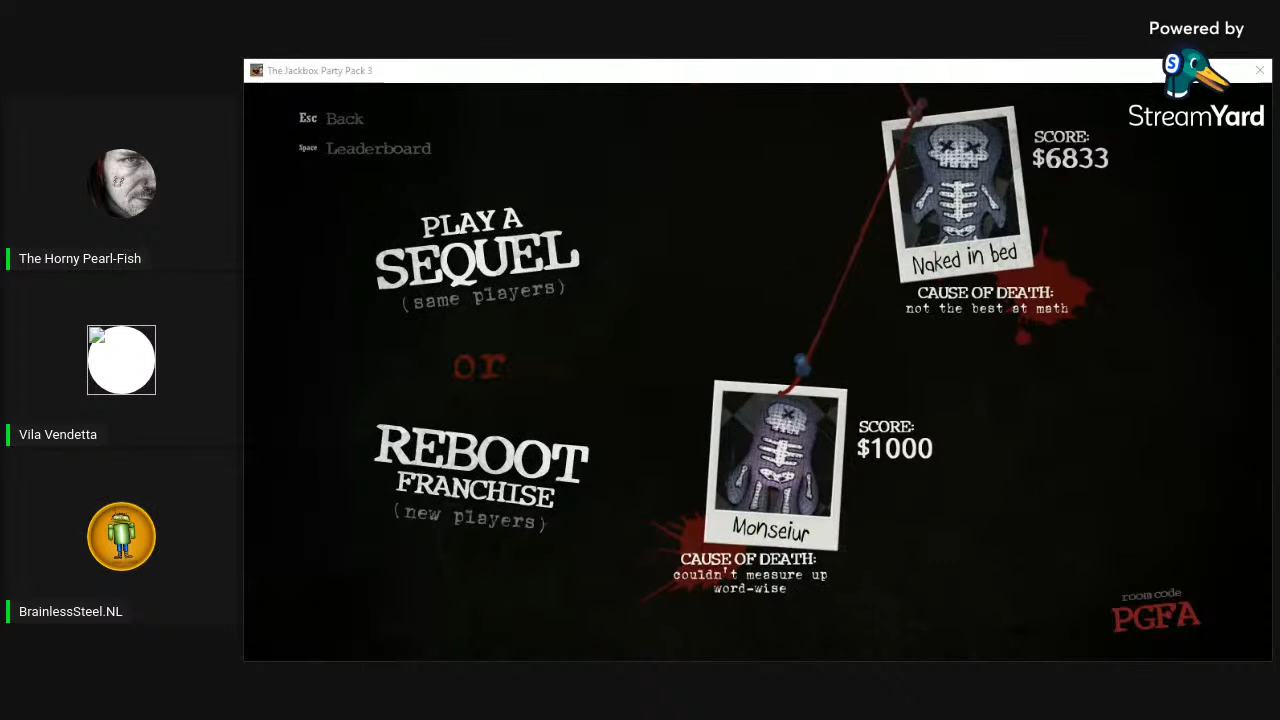 Powered by
StreamYard
The Jackbox Party Pack 3
Esc Back
Space Leaderboard
SCORE:
$6833
PLAY A
SEQUEL
(same players)
Naked in bed
CAUSE OF DEATH:
not the best at math
or
SCORE:
$1000
REBOOT
FRANCHISE
(new players)
Monseiur
CAUSE OF DEATH:
couldn't measure up
word-wise
room code
PGFA
The Horny Pearl-Fish
Vila Vendetta
BrainlessSteel.NL